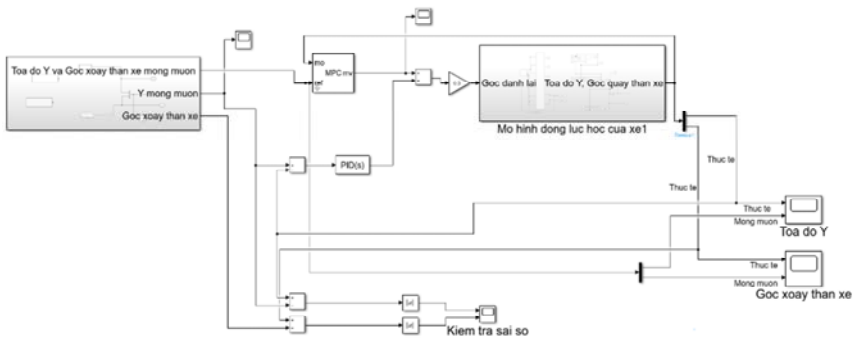 Toa do Y va Goc xoay than xe mong muon
Y mong muon
Goc xoay than xe
mo
MPC mv
ref
Goc danh lai
Toa do Y, Goc quay than xe
Mo hinh dong luc hoc cua xe1
PID(s)
Thuc te
Thuc te
Thuc te
Mong muon
Toa do Y
Thuc te
Mong muon
Goc xoay than xe
|u|
|u|
Kiem tra sai so